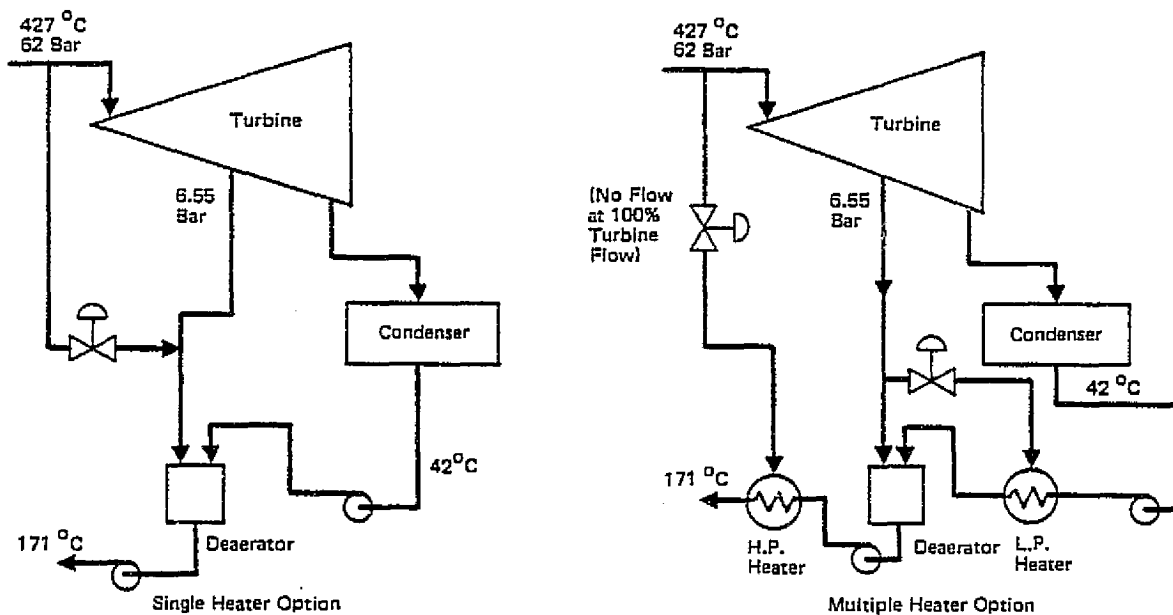 427 °C
62 Bar
Turbine
6.55
Bar
Condenser
42°C
171 °C
Deaerator
Single Heater Option
427 °C
62 Bar
Turbine
(No Flow
at 100%
Turbine
Flow)
6.55
Bar
Condenser
42 °C
171 °C
H.P.
Heater
Deaerator
L.P.
Heater
Multiple Heater Option